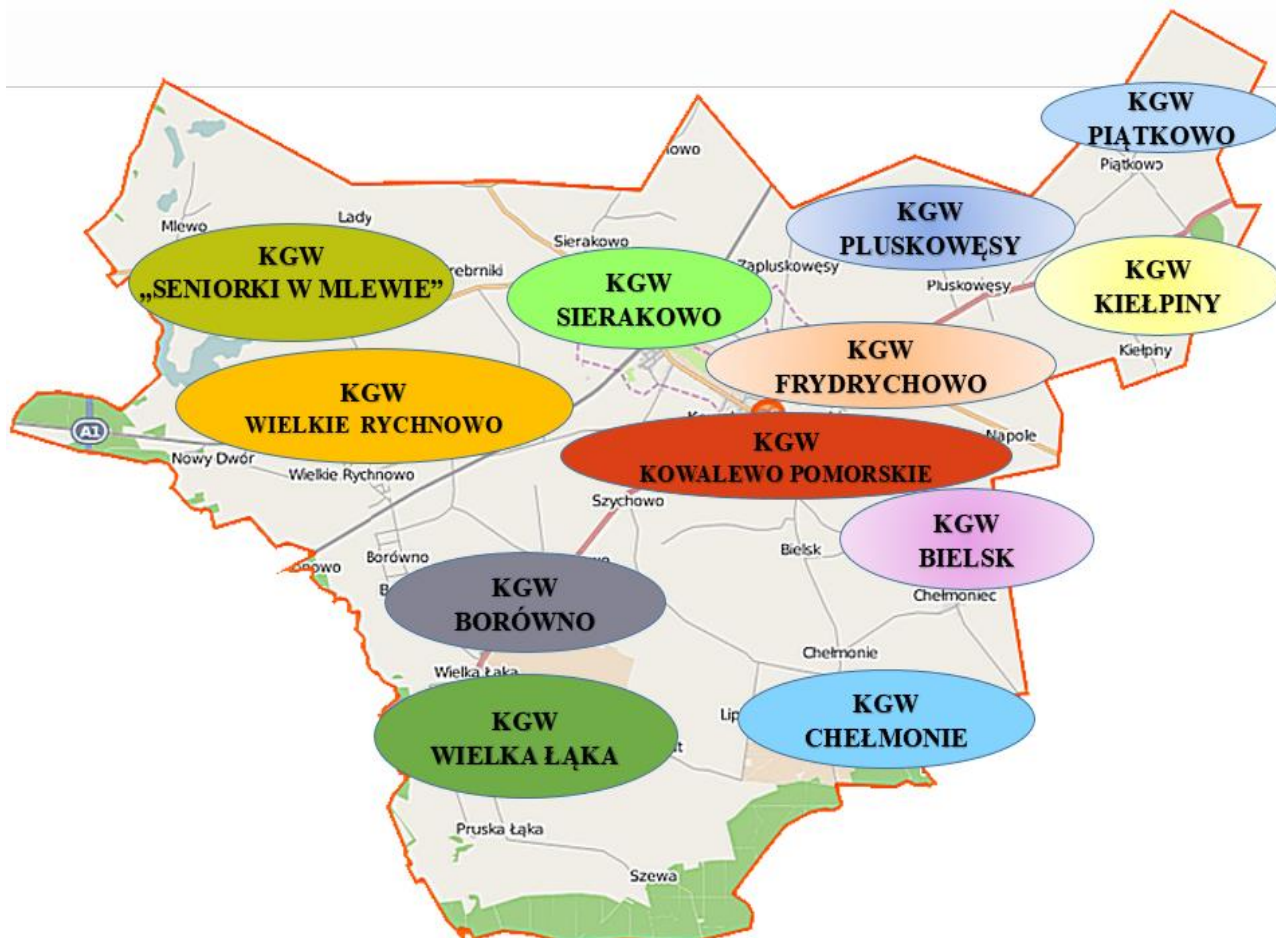 KGW
PIĄTKOWO
Piątkowo
KGW
PLUSKOWĘSY
Mlewo
Lady
Sierakowo
KGW
„SENIORKI W MLEWIE”
KGW
SIERAKOWO
Zapluskowęsy
Pluskowęsy
KGW
KIEŁPINY
Kiełpiny
KGW
FRYDRYCHOWO
KGW
WIELKIE RYCHNOWO
A1
Nowy Dwór
Wielkie Rychnowo
KGW
KOWALEWO POMORSKIE
Napole
Szychowo
KGW
BIELSK
Bielsk
Borówno
KGW
BORÓWNO
Chełmoniec
Chełmonie
Wielka Łąka
KGW
WIELKA ŁĄKA
KGW
CHEŁMONIE
Pruska Łąka
Szewa